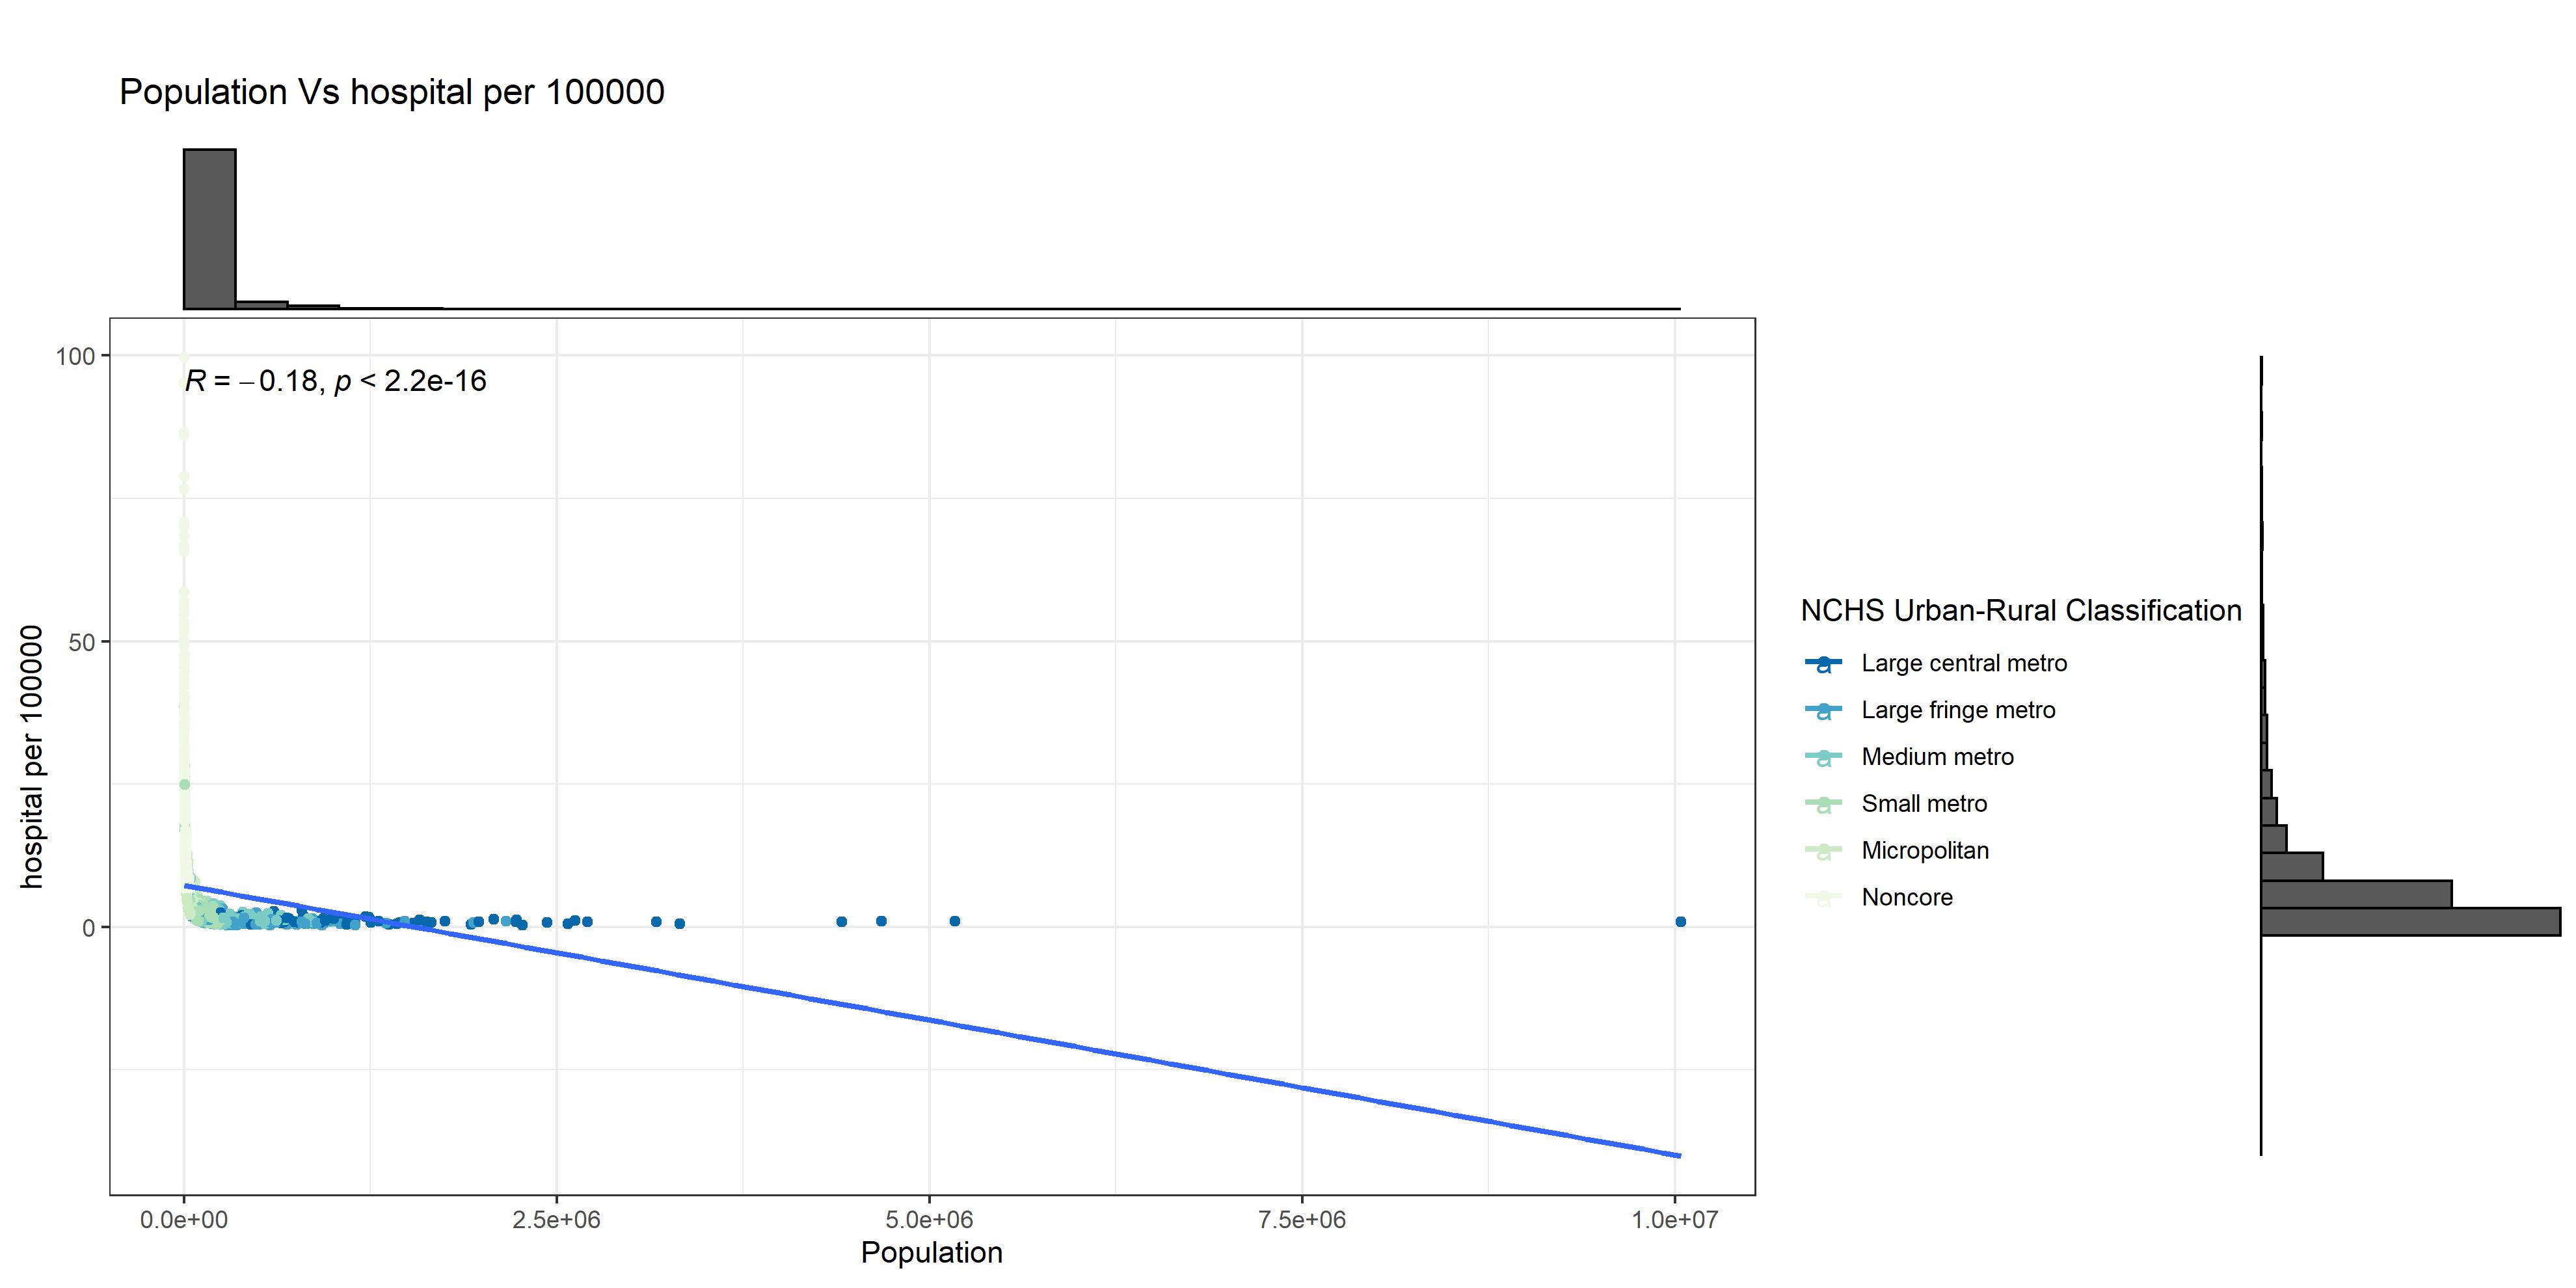 Population Vs hospital per 100000
R = −0.18, p < 2.2e-16
100
50
0
hospital per 100000
0.0e+00
2.5e+06
5.0e+06
7.5e+06
1.0e+07
Population
NCHS Urban-Rural Classification
a Large central metro
a Large fringe metro
a Medium metro
a Small metro
a Micropolitan
a Noncore